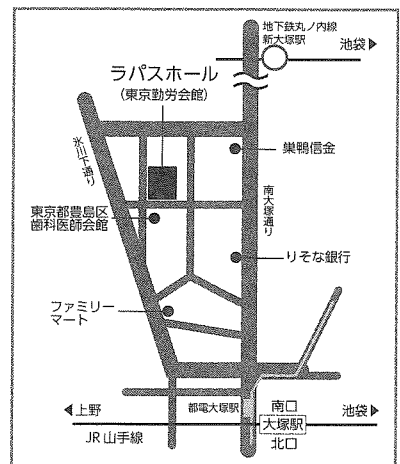 地下鉄丸ノ内線
新大塚駅
池袋▶
ラパスホール
(東京勤労会館)
氷川下通り
巣鴨信金
東京都豊島区
歯科医師会館
南大塚通り
りそな銀行
ファミリー
マート
◀上野
都電大塚駅
南口
池袋▶
JR山手線
大塚駅
北口